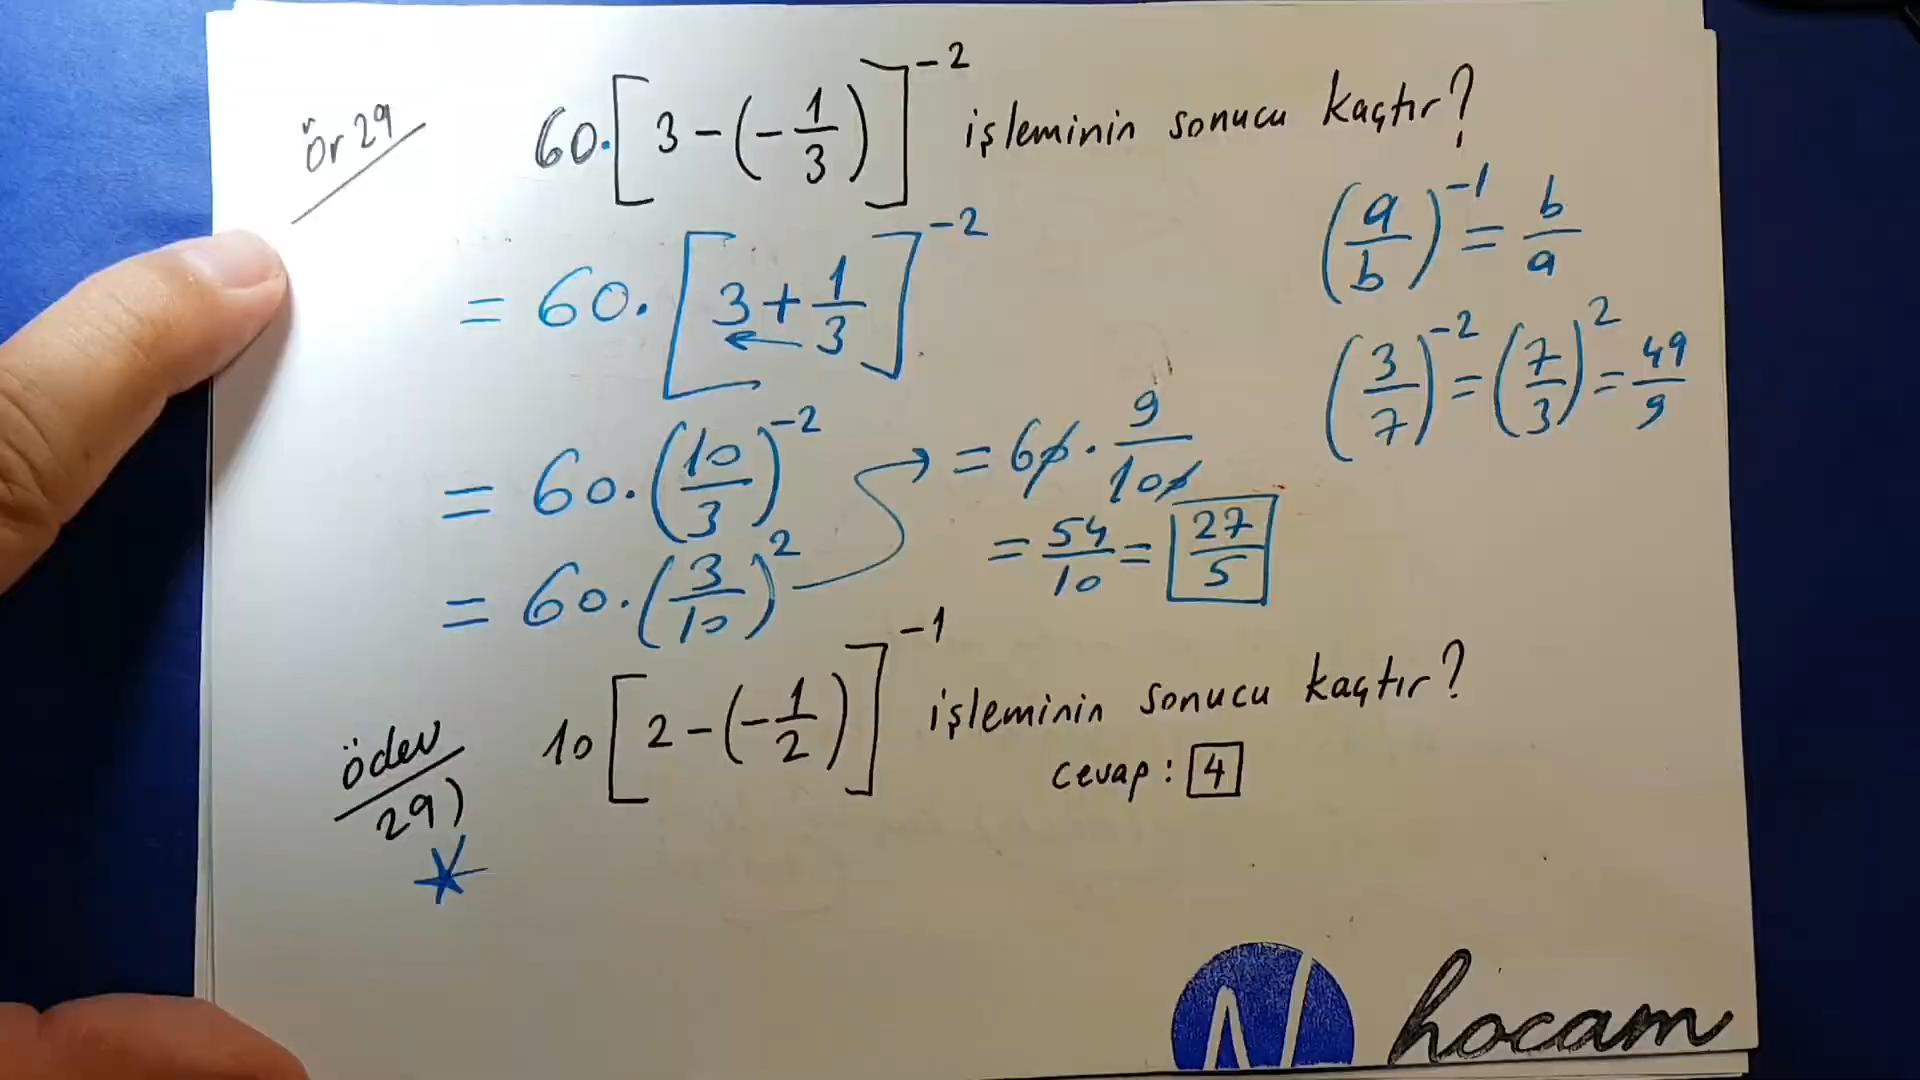 Ör 29
60·[3-(-1/3)]^-2 işleminin sonucu kaçtır?
= 60·[3+1/3]^-2
= 60·(10/3)^-2
= 60·(3/10)^2
= 60·9/100
= 54/10 = 27/5
(a/b)^-1 = b/a
(3/7)^-2 = (7/3)^2 = 49/9
ödev 29)
10[2-(-1/2)]^-1 işleminin sonucu kaçtır?
cevap: 4
N hocam